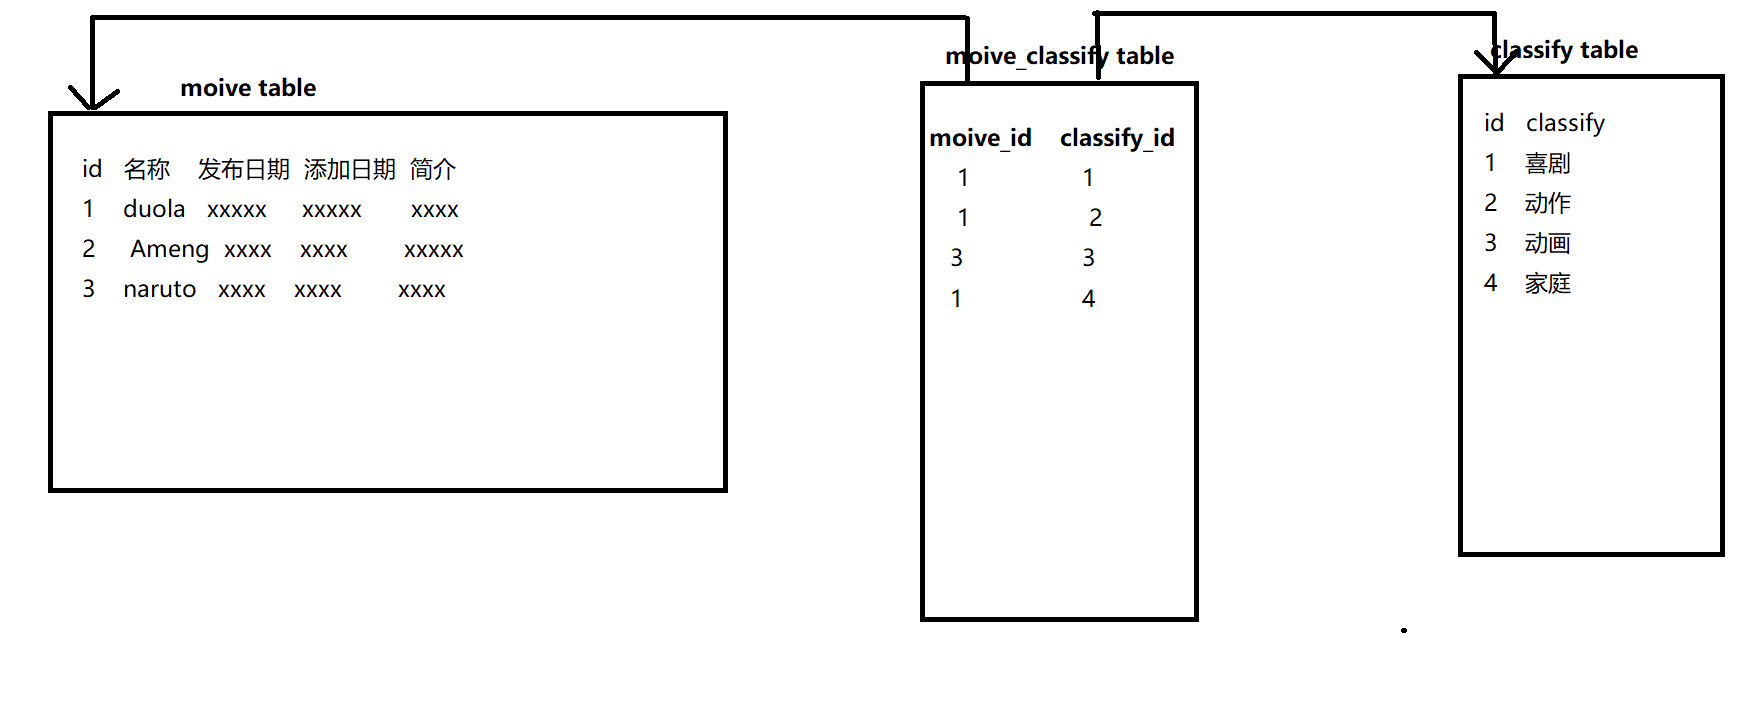 moive table
id 名称 发布日期 添加日期 简介
1 duola xxxxx xxxxx xxxx
2 Ameng xxxx xxxx xxxxx
3 naruto xxxx xxxx xxxx
moive_classify table
moive_id classify_id
1 1
1 2
3 3
1 4
classify table
id classify
1 喜剧
2 动作
3 动画
4 家庭